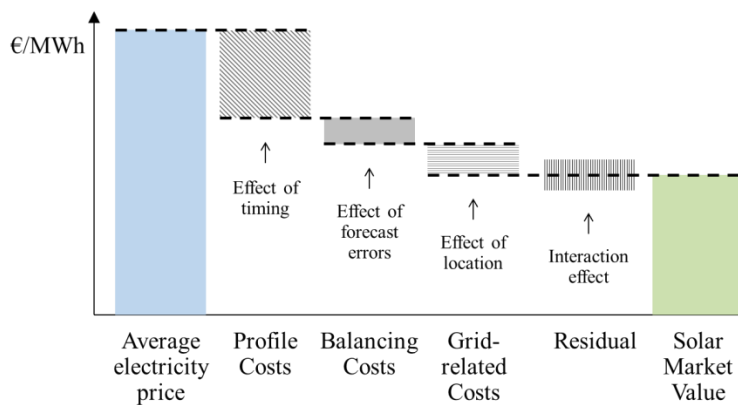 €/MWh
Effect of
timing
Effect of
forecast
errors
Effect of
location
Interaction
effect
Average
electricity
price
Profile
Costs
Balancing
Costs
Grid-
related
Costs
Residual
Solar
Market
Value